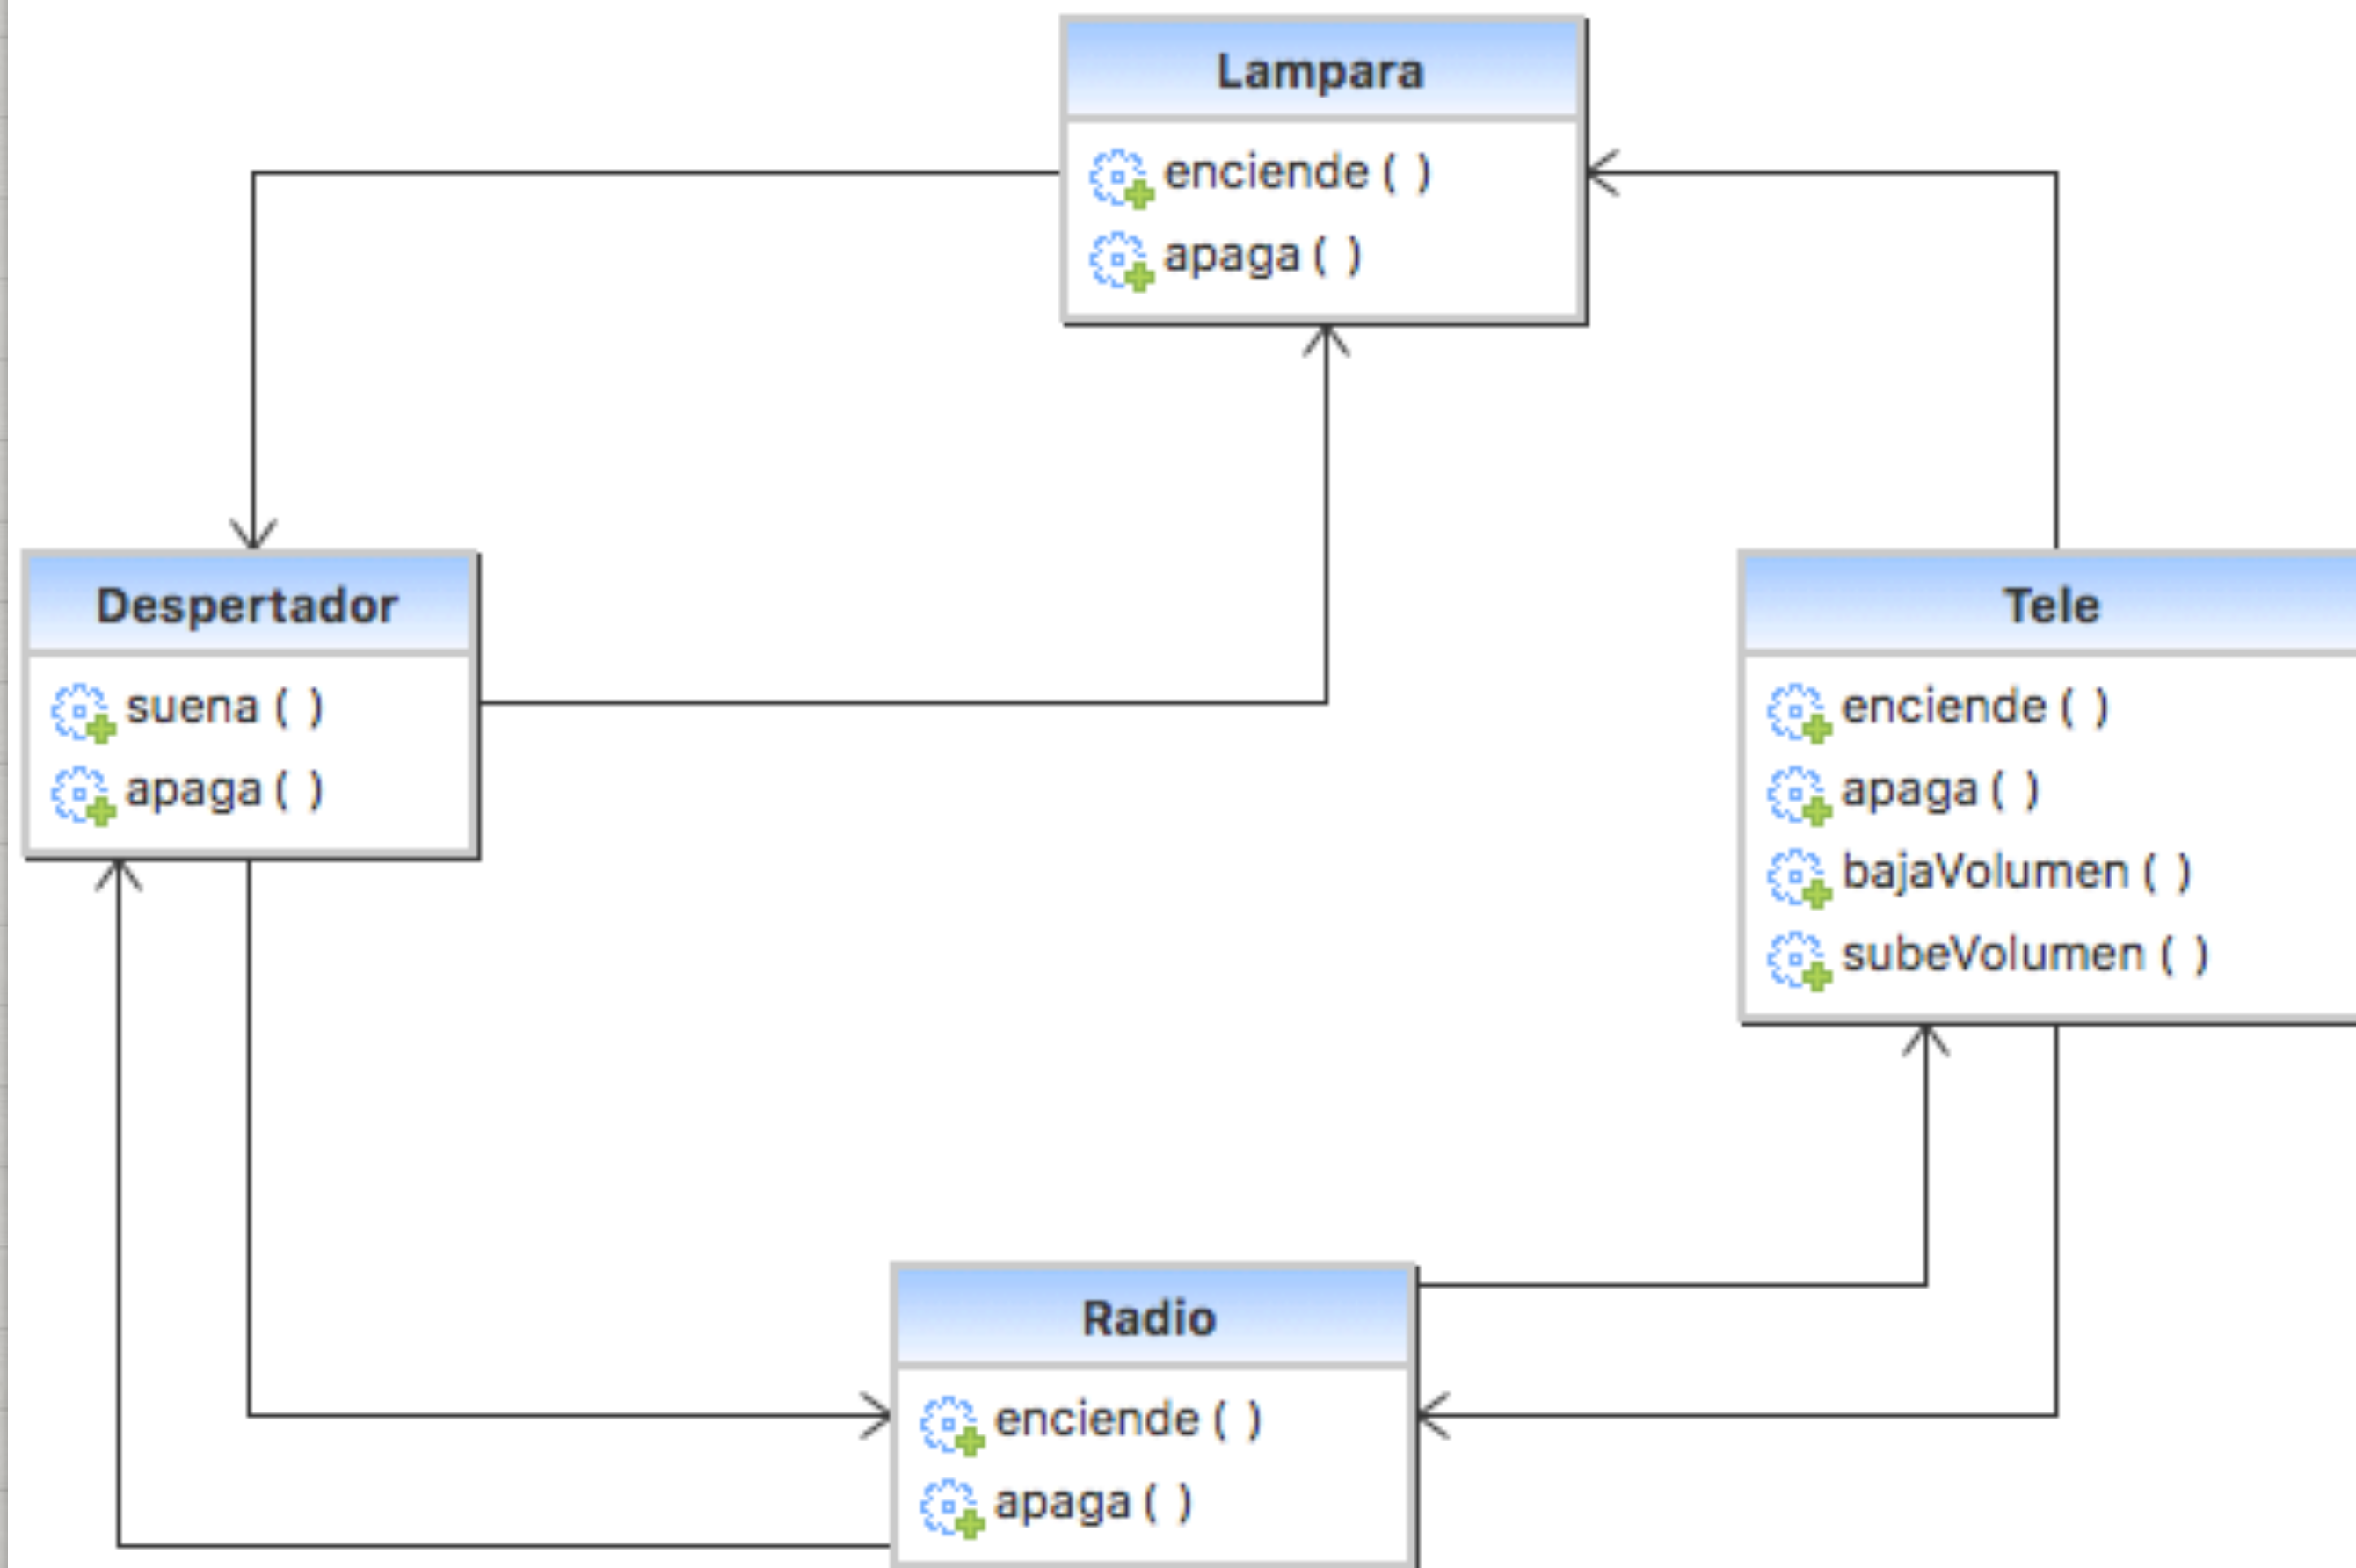 Lampara
enciende ( )
apaga ( )
Despertador
suena ( )
apaga ( )
Tele
enciende ( )
apaga ( )
bajaVolumen ( )
subeVolumen ( )
Radio
enciende ( )
apaga ( )